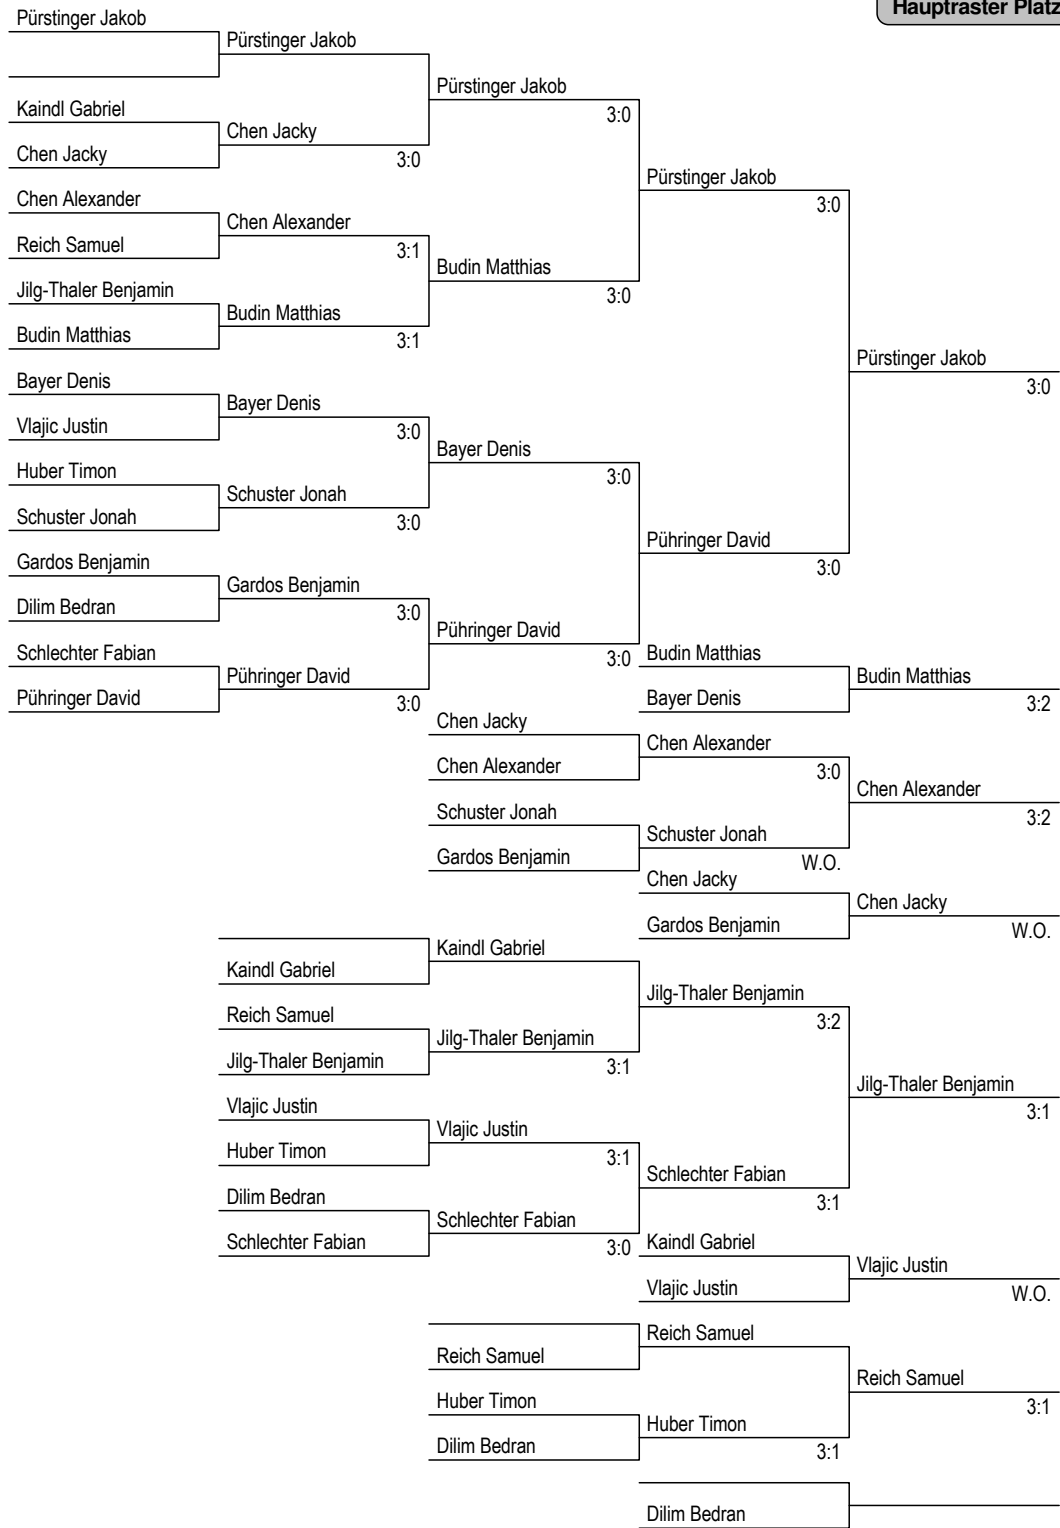 Hauptraster Platz
Pürstinger Jakob
Pürstinger Jakob
Pürstinger Jakob
3:0
Kaindl Gabriel
Chen Jacky
3:0
Chen Jacky
Pürstinger Jakob
3:0
Chen Alexander
Chen Alexander
3:1
Reich Samuel
Budin Matthias
3:0
Jilg-Thaler Benjamin
Budin Matthias
3:1
Budin Matthias
Pürstinger Jakob
3:0
Bayer Denis
Bayer Denis
3:0
Vlajic Justin
Bayer Denis
3:0
Huber Timon
Schuster Jonah
3:0
Schuster Jonah
Pühringer David
3:0
Gardos Benjamin
Gardos Benjamin
3:0
Dilim Bedran
Pühringer David
3:0
Schlechter Fabian
Pühringer David
3:0
Pühringer David
Budin Matthias
Budin Matthias
3:2
Bayer Denis
Chen Jacky
Chen Alexander
3:0
Chen Alexander
Chen Alexander
3:2
Schuster Jonah
Schuster Jonah
W.O.
Gardos Benjamin
Chen Jacky
Chen Jacky
W.O.
Gardos Benjamin
Kaindl Gabriel
Kaindl Gabriel
Jilg-Thaler Benjamin
3:2
Reich Samuel
Jilg-Thaler Benjamin
3:1
Jilg-Thaler Benjamin
Jilg-Thaler Benjamin
3:1
Vlajic Justin
Vlajic Justin
3:1
Huber Timon
Schlechter Fabian
3:1
Dilim Bedran
Schlechter Fabian
3:0
Schlechter Fabian
Kaindl Gabriel
Vlajic Justin
W.O.
Vlajic Justin
Reich Samuel
Reich Samuel
Reich Samuel
3:1
Huber Timon
Huber Timon
3:1
Dilim Bedran
Dilim Bedran